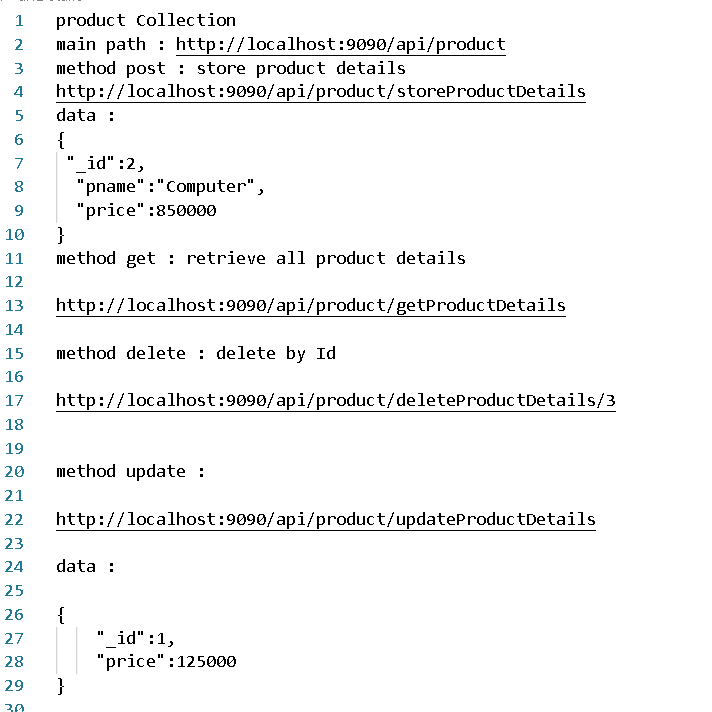 1 product Collection
2 main path : http://localhost:9090/api/product
3 method post : store product details
4 http://localhost:9090/api/product/storeProductDetails
5 data :
6 {
7 "_id":2,
8 "pname":"Computer",
9 "price":850000
10 }
11 method get : retrieve all product details
12
13 http://localhost:9090/api/product/getProductDetails
14
15 method delete : delete by Id
16
17 http://localhost:9090/api/product/deleteProductDetails/3
18
19
20 method update :
21
22 http://localhost:9090/api/product/updateProductDetails
23
24 data :
25
26 {
27 "_id":1,
28 "price":125000
29 }
30